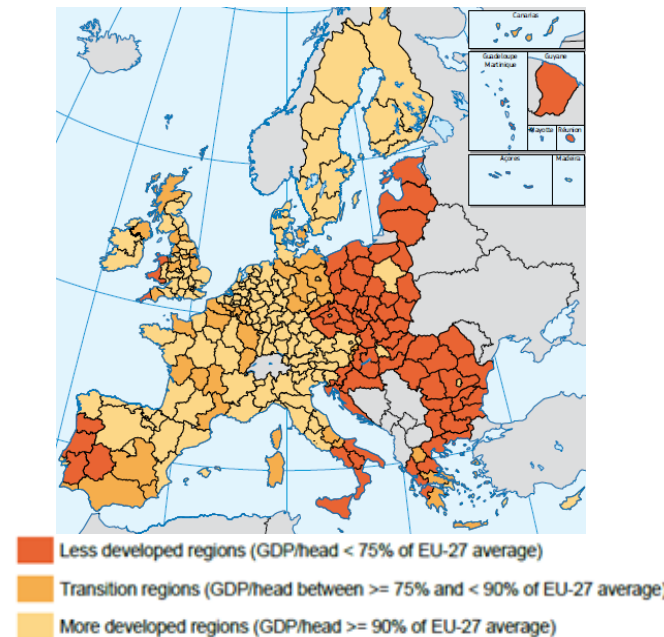 Canarias
Guadeloupe
Martinique
Guyane
Mayotte
Réunion
Açores
Madeira
Less developed regions (GDP/head < 75% of EU-27 average)
Transition regions (GDP/head between >= 75% and < 90% of EU-27 average)
More developed regions (GDP/head >= 90% of EU-27 average)